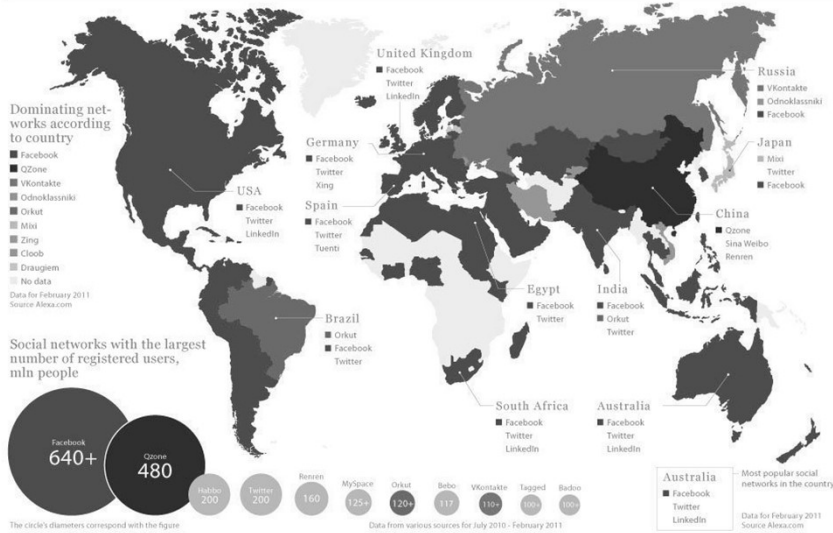 United Kingdom
Facebook
Twitter
LinkedIn
Russia
VKontakte
Odnoklassniki
Facebook
Dominating net-
works according
to country
Facebook
QZone
VKontakte
Odnoklassniki
Orkut
Mixi
Zing
Cloob
Draugiem
No data
Data for February 2011
Source Alexa.com
Germany
Facebook
Twitter
Xing
Japan
Mixi
Twitter
Facebook
USA
Facebook
Twitter
LinkedIn
Spain
Facebook
Twitter
Tuenti
China
Qzone
Sina Weibo
Renren
Egypt
Facebook
Twitter
India
Facebook
Orkut
Twitter
Brazil
Orkut
Facebook
Twitter
Social networks with the largest
number of registered users,
mln people
South Africa
Facebook
Twitter
LinkedIn
Australia
Facebook
Twitter
LinkedIn
Facebook
640+
Qzone
480
Habbo
200
Twitter
200
Renren
160
MySpace
125+
Orkut
120+
Bebo
117
VKontakte
110+
Tagged
100+
Badoo
100+
Australia
Facebook
Twitter
LinkedIn
Most popular social
networks in the country
Data for February 2011
Source Alexa.com
The circle's diameters correspond with the figure
Data from various sources for July 2010 - February 2011